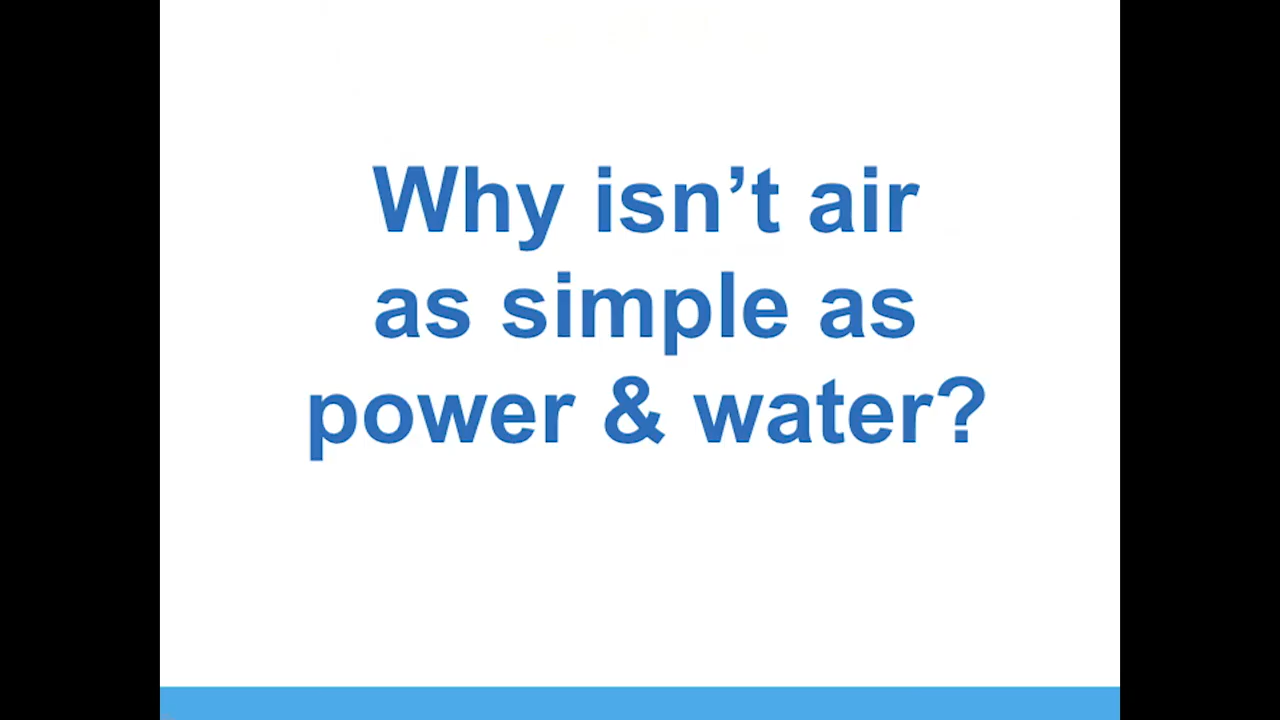 Why isn’t air
as simple as
power & water?